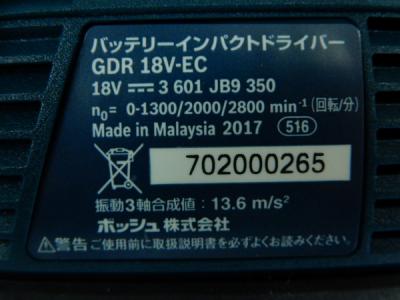 バッテリーインパクトドライバー
GDR 18V-EC
18V ⎓ 3 601 JB9 350
n₀= 0-1300/2000/2800 min⁻¹ (回転/分)
Made in Malaysia 2017 516
702000265
振動3軸合成値: 13.6 m/s²
ボッシュ株式会社
⚠警告 ご使用前に取扱説明書を必ずよくお読みください。